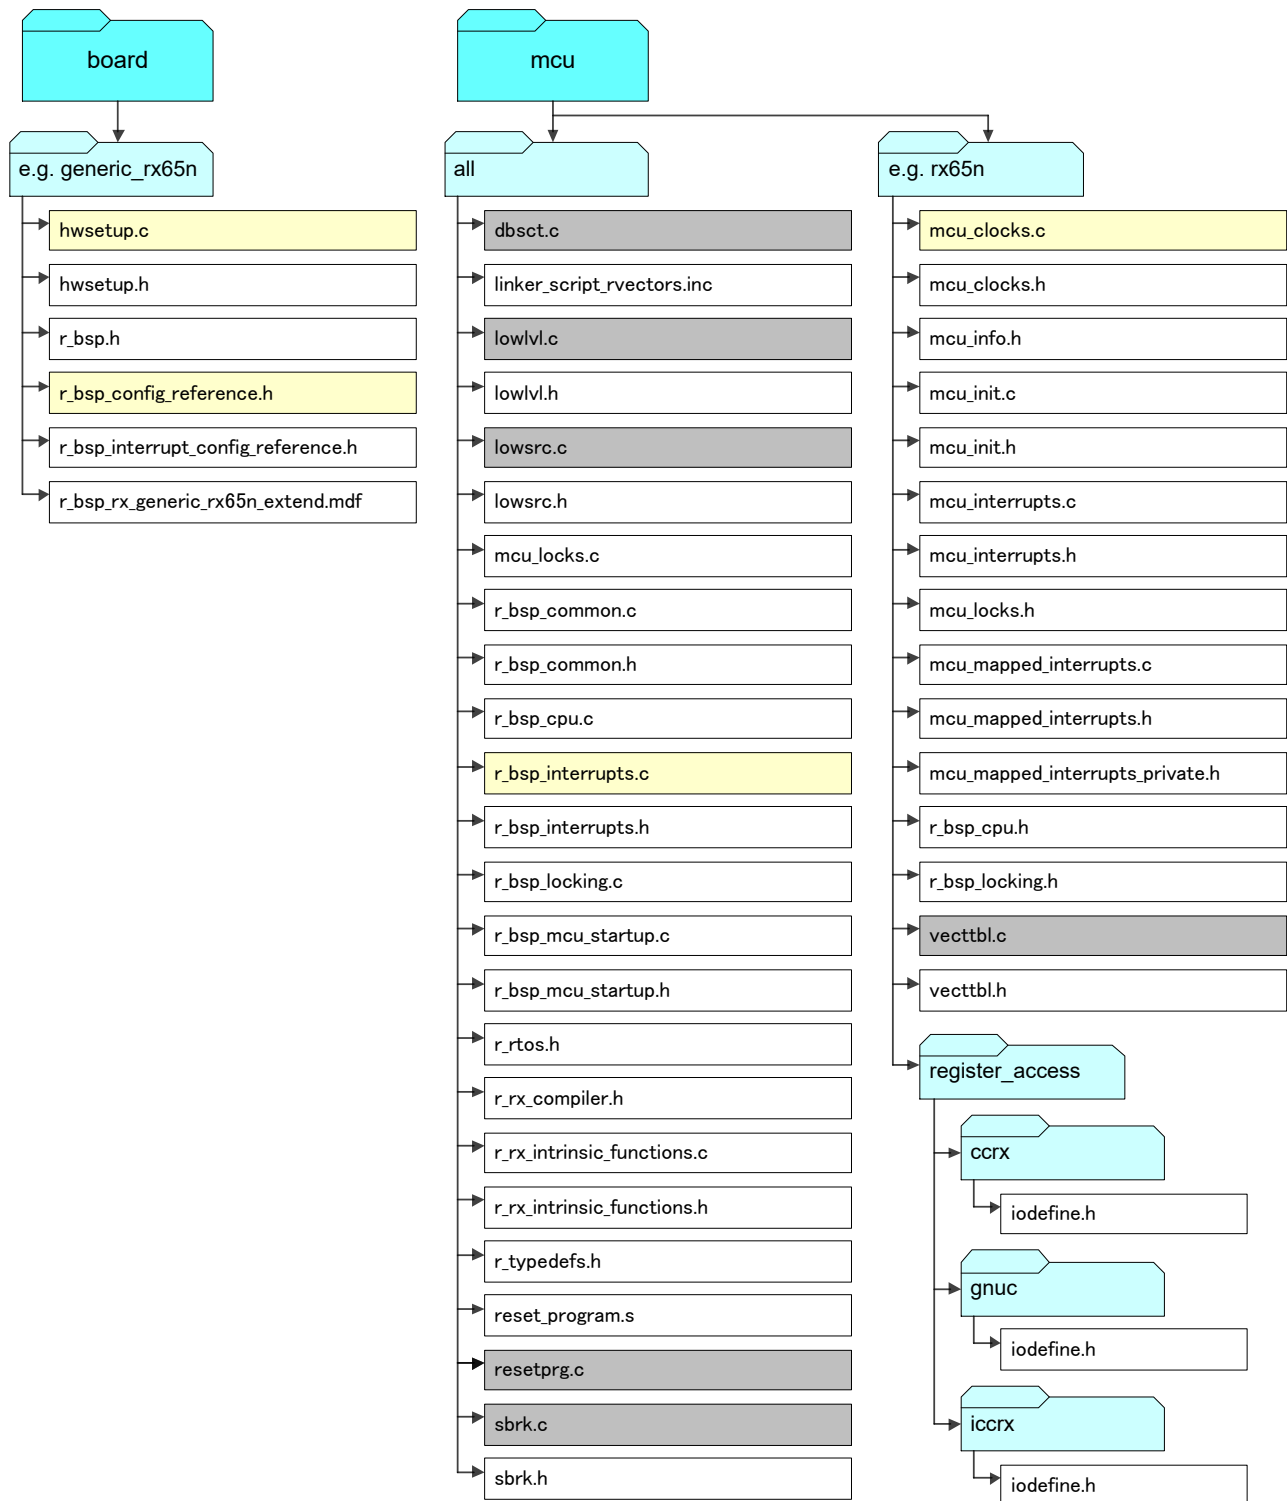 board
e.g. generic_rx65n
hwsetup.c
hwsetup.h
r_bsp.h
r_bsp_config_reference.h
r_bsp_interrupt_config_reference.h
r_bsp_rx_generic_rx65n_extend.mdf
mcu
all
dbsct.c
linker_script_rvectors.inc
lowlvl.c
lowlvl.h
lowsrc.c
lowsrc.h
mcu_locks.c
r_bsp_common.c
r_bsp_common.h
r_bsp_cpu.c
r_bsp_interrupts.c
r_bsp_interrupts.h
r_bsp_locking.c
r_bsp_mcu_startup.c
r_bsp_mcu_startup.h
r_rtos.h
r_rx_compiler.h
r_rx_intrinsic_functions.c
r_rx_intrinsic_functions.h
r_typedefs.h
reset_program.s
resetprg.c
sbrk.c
sbrk.h
e.g. rx65n
mcu_clocks.c
mcu_clocks.h
mcu_info.h
mcu_init.c
mcu_init.h
mcu_interrupts.c
mcu_interrupts.h
mcu_locks.h
mcu_mapped_interrupts.c
mcu_mapped_interrupts.h
mcu_mapped_interrupts_private.h
r_bsp_cpu.h
r_bsp_locking.h
vecttbl.c
vecttbl.h
register_access
ccrx
iodefine.h
gnuc
iodefine.h
iccrx
iodefine.h